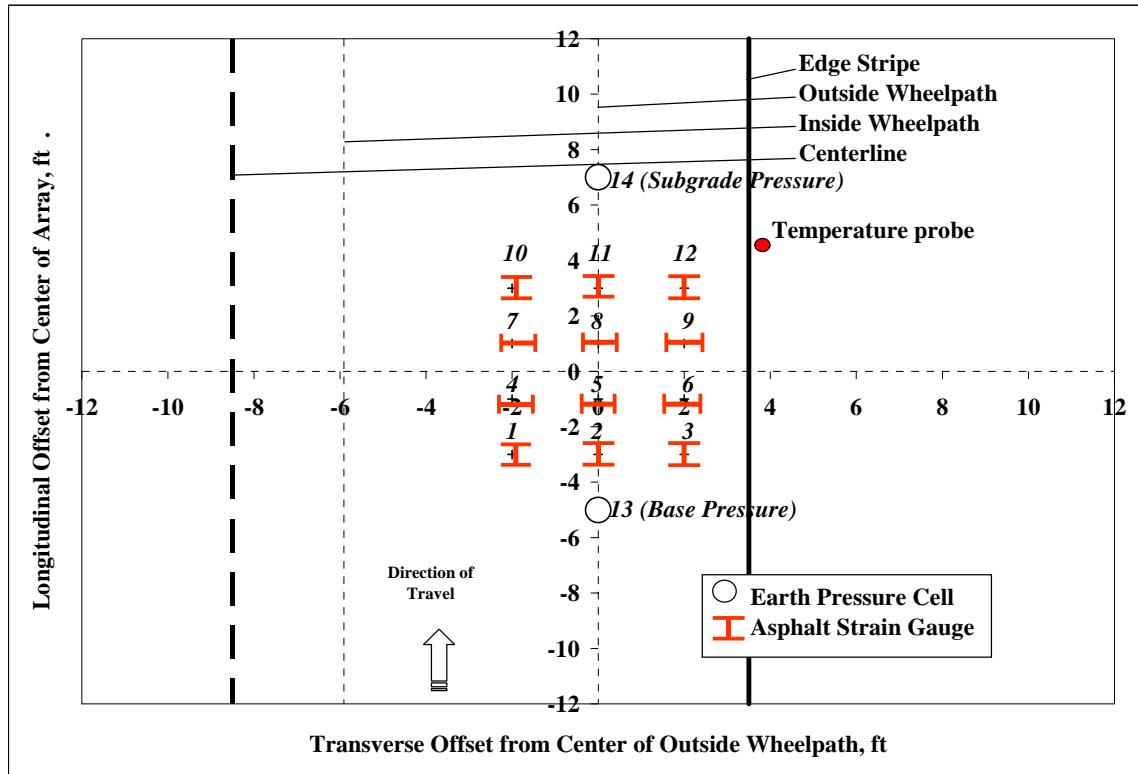 12
Edge Stripe
10
Outside Wheelpath
Inside Wheelpath
8
Centerline
14 (Subgrade Pressure)
6
Temperature probe
10 11 12
4
2
7 8 9
0
-12 -10 -8 -6 -4 -2 0 2 4 6 8 10 12
4 5 6
-2
1 2 3
-4
13 (Base Pressure)
-6
Direction of
Travel
-8
Earth Pressure Cell
Asphalt Strain Gauge
-10
-12
Longitudinal Offset from Center of Array, ft .
Transverse Offset from Center of Outside Wheelpath, ft